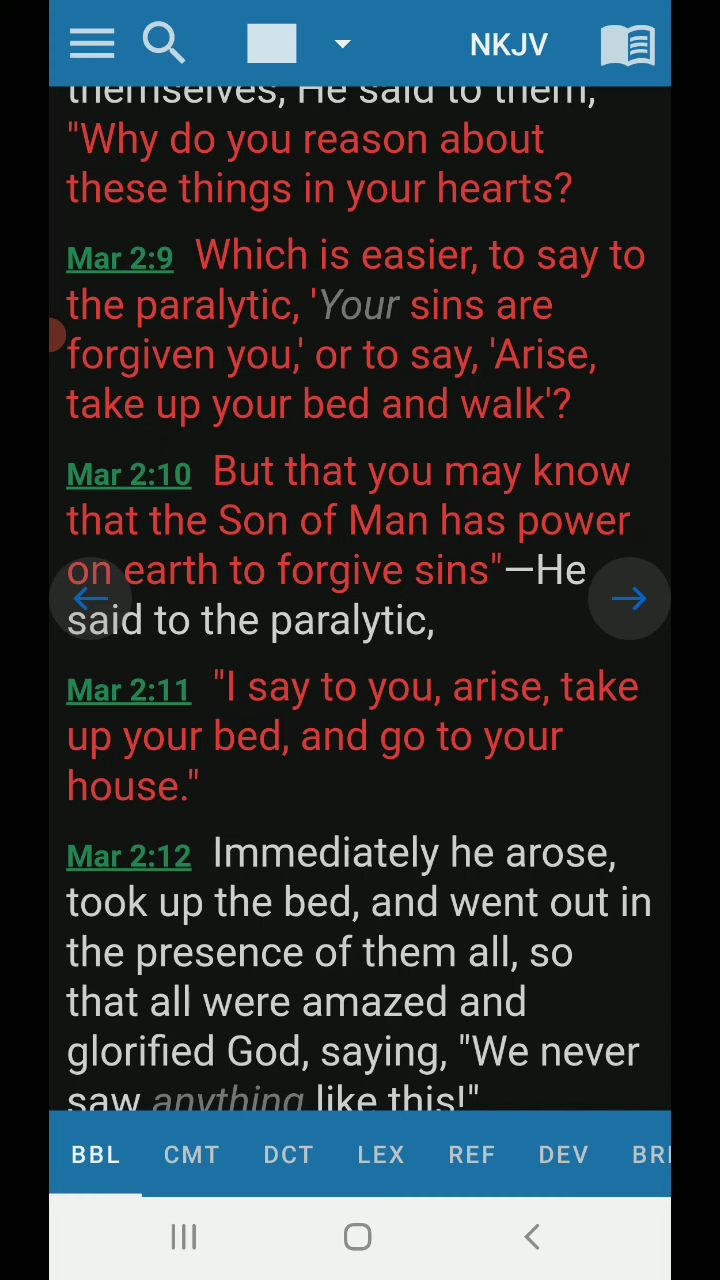 NKJV
themselves, He said to them,
"Why do you reason about
these things in your hearts?
Mar 2:9 Which is easier, to say to
the paralytic, 'Your sins are
forgiven you,' or to say, 'Arise,
take up your bed and walk'?
Mar 2:10 But that you may know
that the Son of Man has power
on earth to forgive sins"—He
said to the paralytic,
Mar 2:11 "I say to you, arise, take
up your bed, and go to your
house."
Mar 2:12 Immediately he arose,
took up the bed, and went out in
the presence of them all, so
that all were amazed and
glorified God, saying, "We never
saw anything like this!"
BBL CMT DCT LEX REF DEV